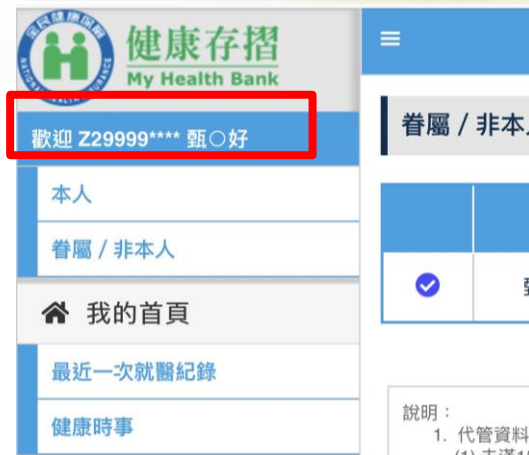 健康存摺
My Health Bank
歡迎 Z29999**** 甄○好
本人
眷屬 / 非本人
我的首頁
最近一次就醫紀錄
健康時事
眷屬 / 非本
說明：
1. 代管資料